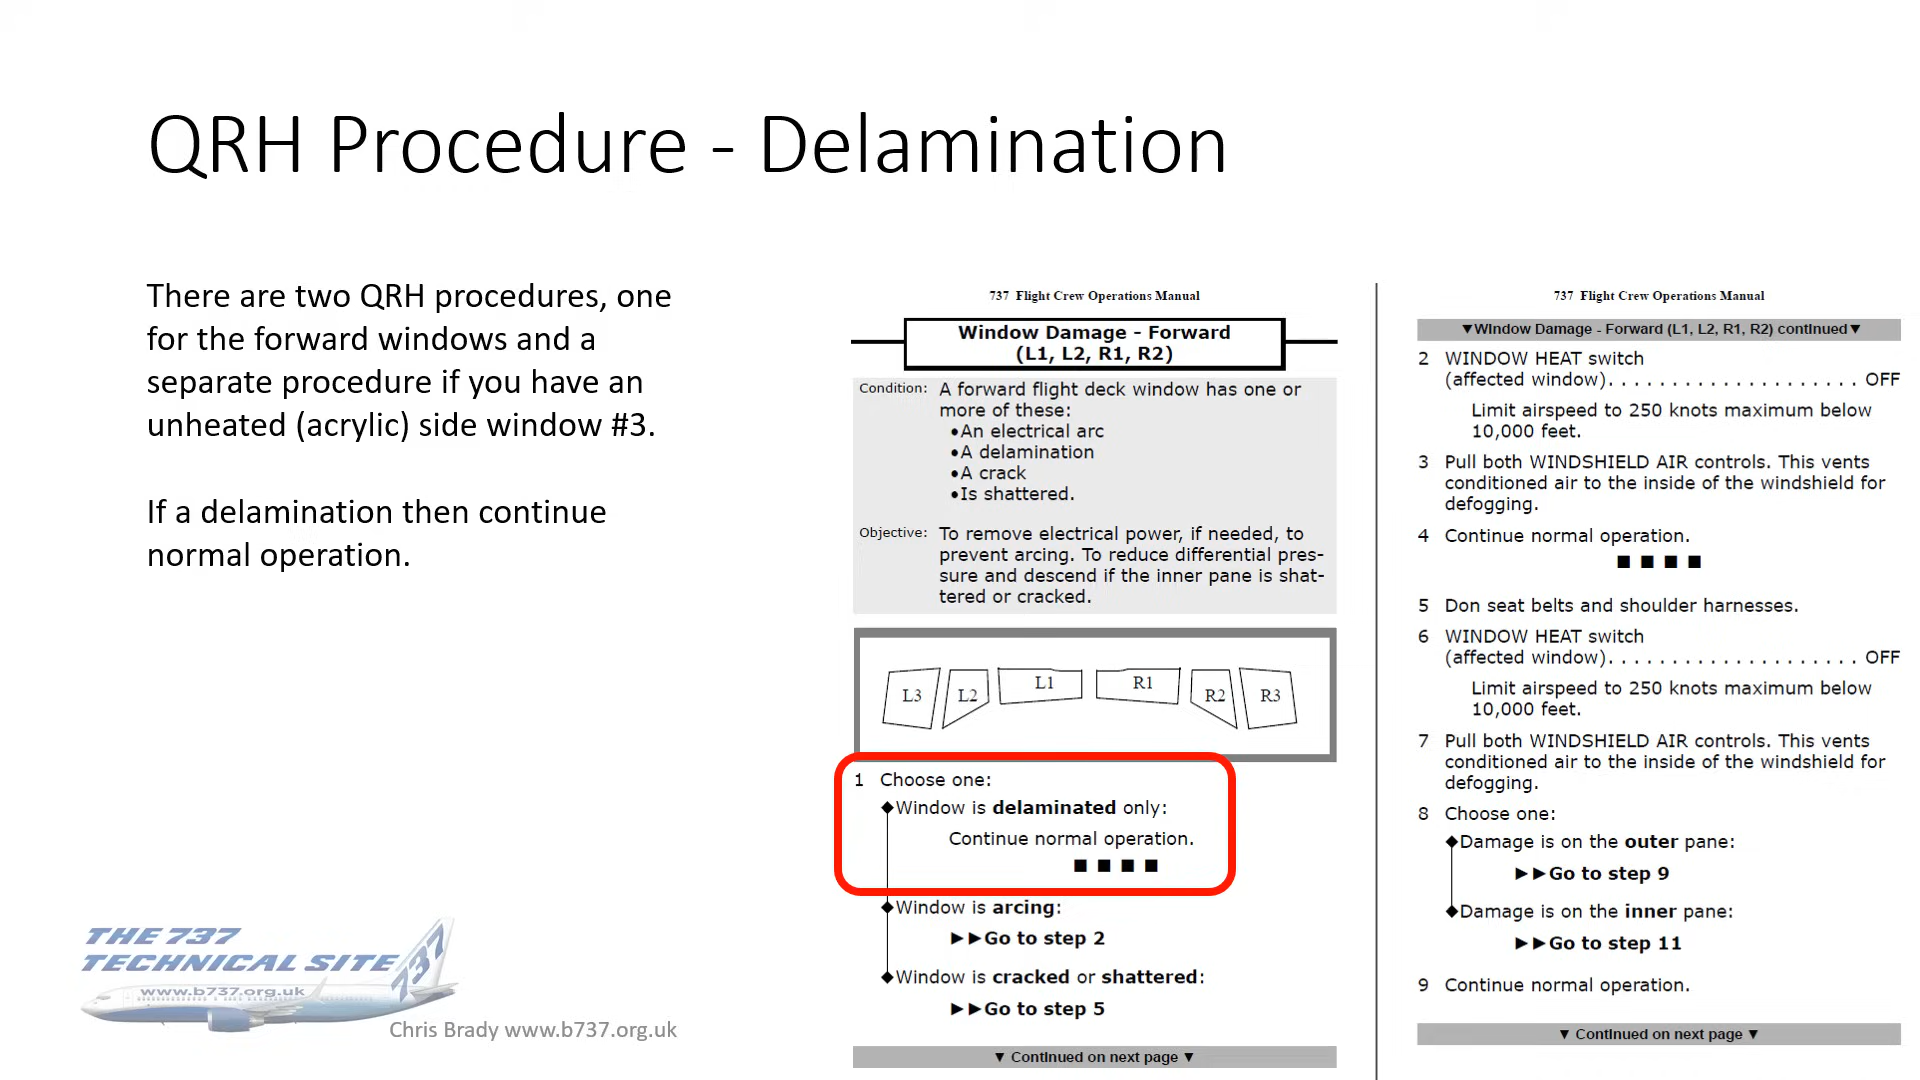 QRH Procedure - Delamination
There are two QRH procedures, one
for the forward windows and a
separate procedure if you have an
unheated (acrylic) side window #3.
If a delamination then continue
normal operation.
737 Flight Crew Operations Manual
Window Damage - Forward
(L1, L2, R1, R2)
Condition: A forward flight deck window has one or
more of these:
•An electrical arc
•A delamination
•A crack
•Is shattered.
Objective: To remove electrical power, if needed, to
prevent arcing. To reduce differential pres-
sure and descend if the inner pane is shat-
tered or cracked.
L3 L2 L1 R1 R2 R3
1 Choose one:
◆Window is delaminated only:
Continue normal operation.
■ ■ ■ ■
◆Window is arcing:
►►Go to step 2
◆Window is cracked or shattered:
►►Go to step 5
▼ Continued on next page ▼
737 Flight Crew Operations Manual
▼Window Damage - Forward (L1, L2, R1, R2) continued▼
2 WINDOW HEAT switch
(affected window). . . . . . . . . . . . . . . . . . . . OFF
Limit airspeed to 250 knots maximum below
10,000 feet.
3 Pull both WINDSHIELD AIR controls. This vents
conditioned air to the inside of the windshield for
defogging.
4 Continue normal operation.
■ ■ ■ ■
5 Don seat belts and shoulder harnesses.
6 WINDOW HEAT switch
(affected window). . . . . . . . . . . . . . . . . . . . OFF
Limit airspeed to 250 knots maximum below
10,000 feet.
7 Pull both WINDSHIELD AIR controls. This vents
conditioned air to the inside of the windshield for
defogging.
8 Choose one:
◆Damage is on the outer pane:
►►Go to step 9
◆Damage is on the inner pane:
►►Go to step 11
9 Continue normal operation.
▼ Continued on next page ▼
THE 737
TECHNICAL SITE
737
www.b737.org.uk
Chris Brady www.b737.org.uk